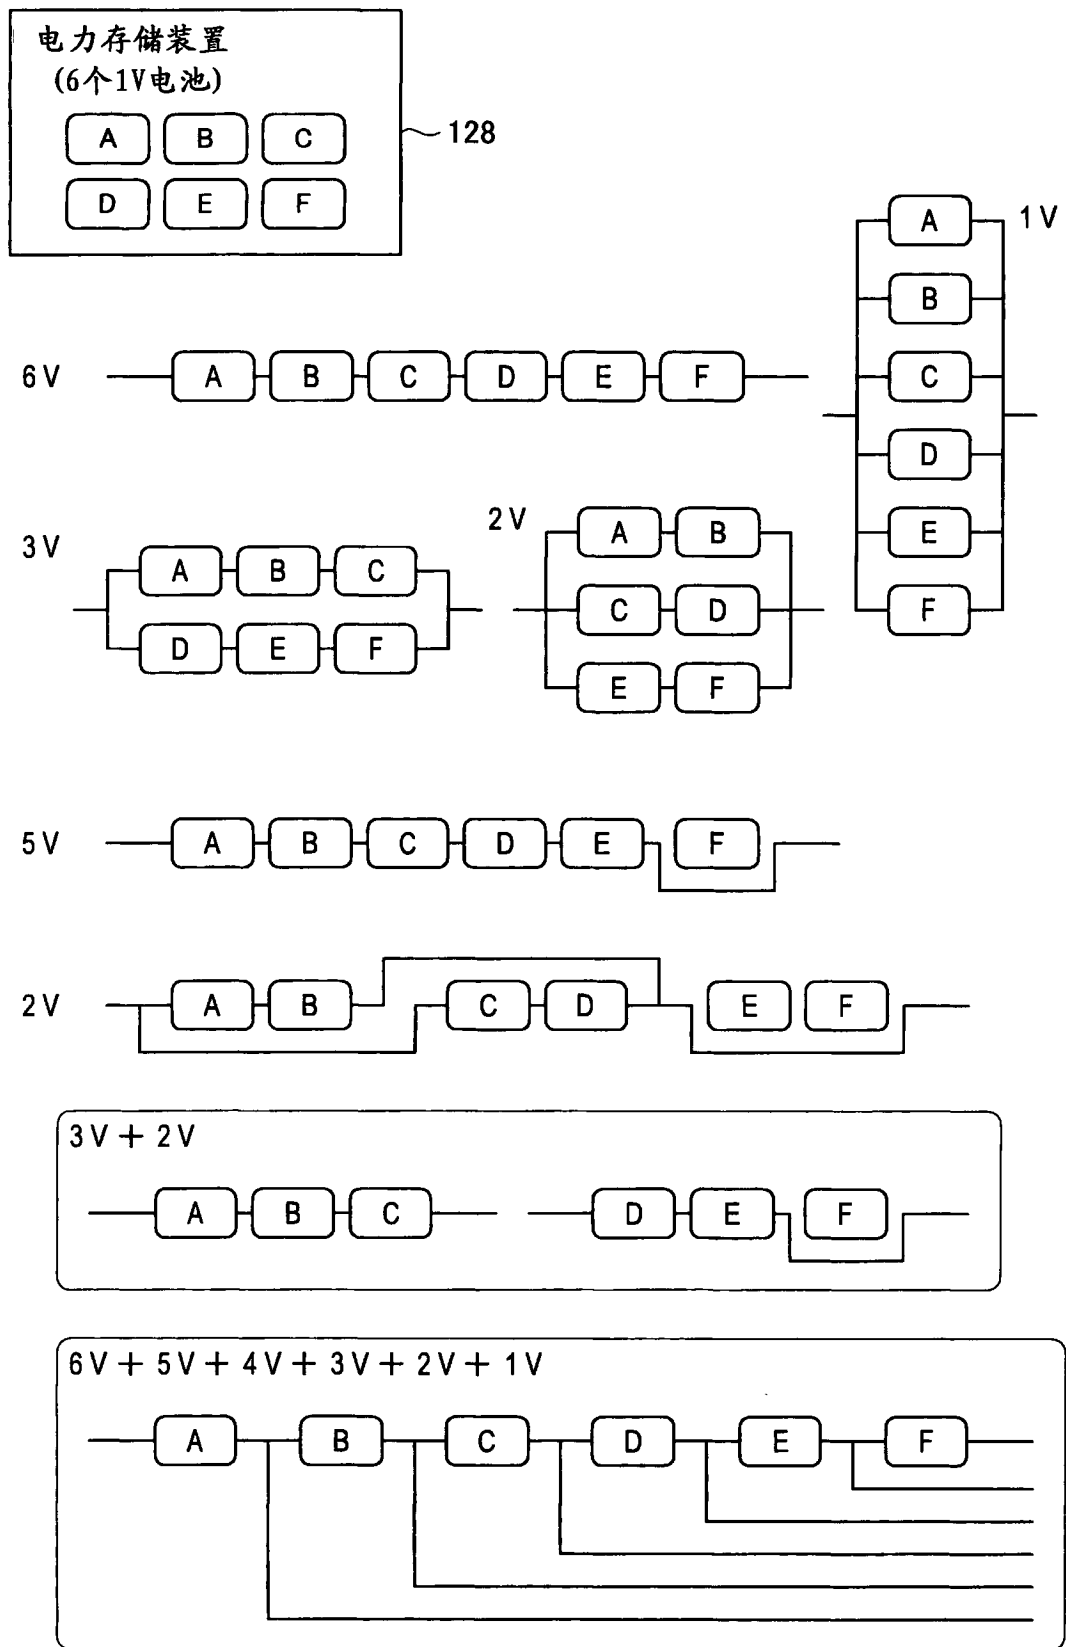 电力存储装置
(6个1V电池)
A B C
128
D E F
1V
A
B
C
D
E
F
6V A B C D E F
3V
A B C
D E F
2V
A B
C D
E F
5V A B C D E F
2V A B C D E F
3V+2V
A B C D E F
6V+5V+4V+3V+2V+1V
A B C D E F